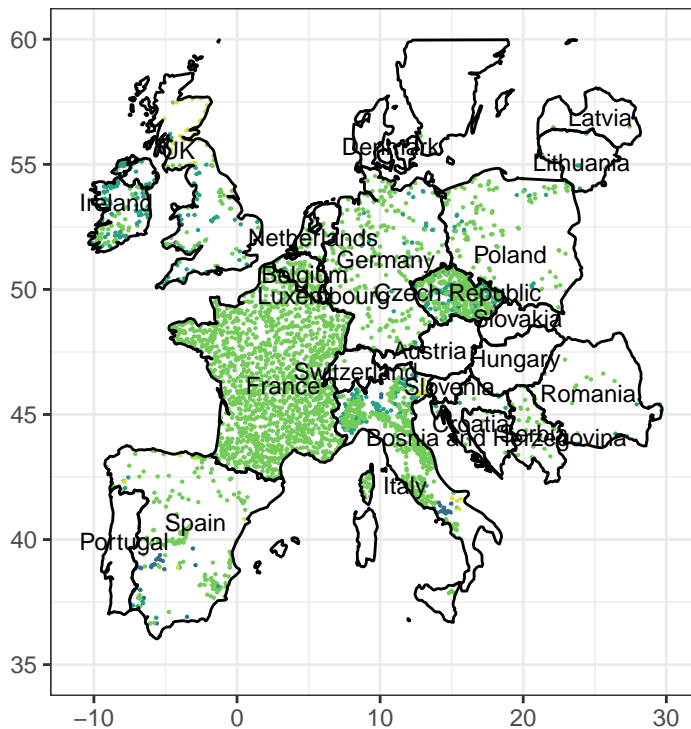 60
Latvia
55
UK
Denmark
Lithuania
Ireland
Netherlands
Germany
Poland
Belgium
50
Luxembourg
Czech Republic
Slovakia
Austria
Hungary
Switzerland
Slovenia
France
Romania
45
Croatia
Serbia
Bosnia and Herzegovina
Italy
40
Spain
Portugal
35
−10 0 10 20 30